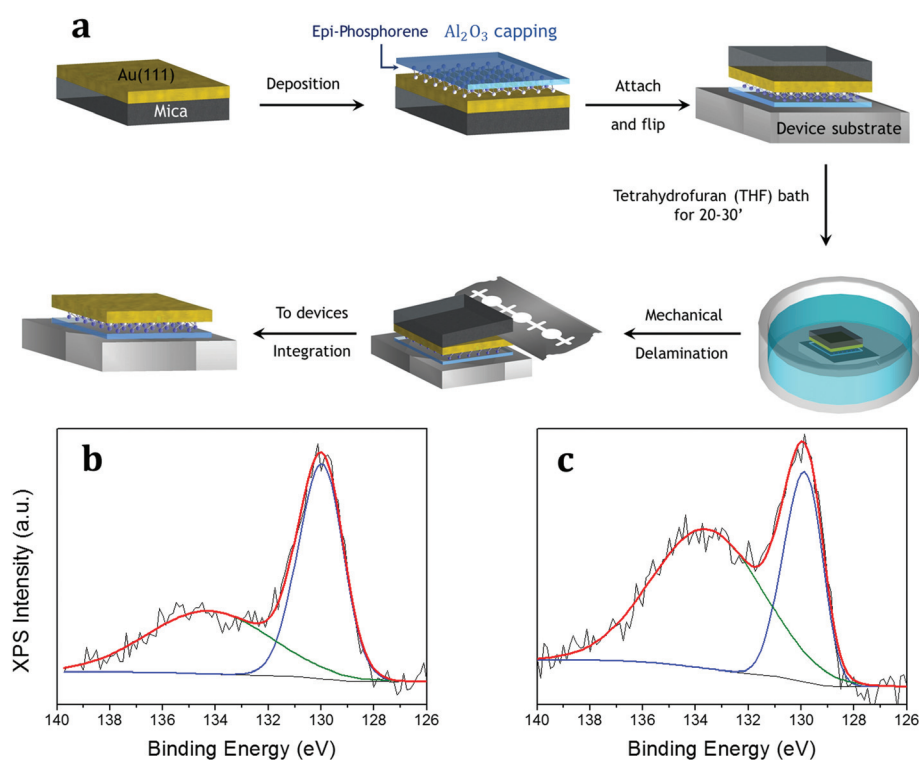 a
Epi-Phosphorene
Al₂O₃ capping
Au(111)
Mica
Deposition
Attach
and flip
Device substrate
Tetrahydrofuran (THF) bath
for 20-30'
To devices
Integration
Mechanical
Delamination
b
XPS Intensity (a.u.)
140 138 136 134 132 130 128 126
Binding Energy (eV)
c
140 138 136 134 132 130 128 126
Binding Energy (eV)